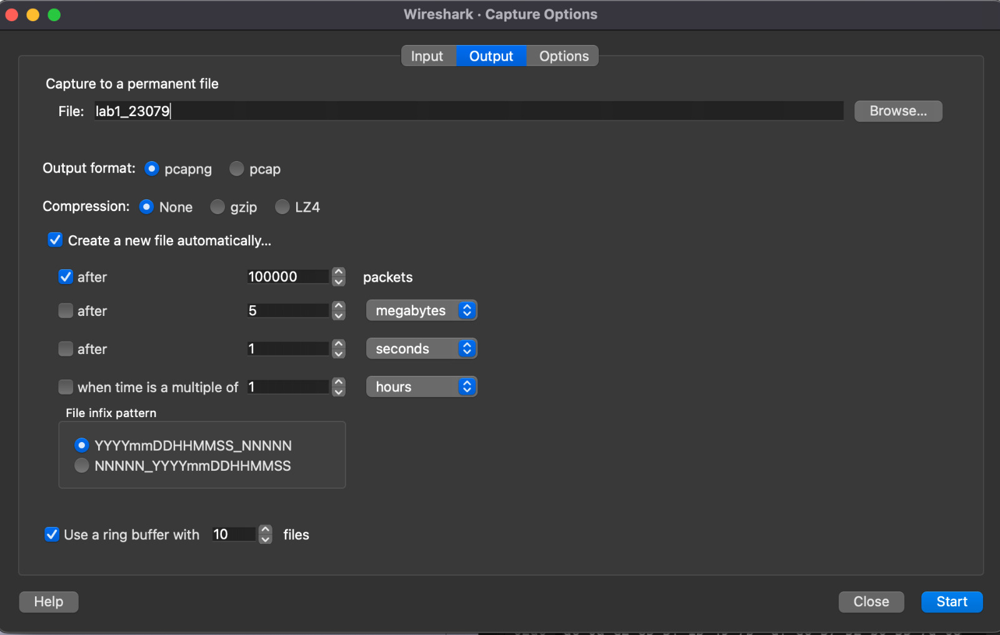 Wireshark · Capture Options
Input Output Options
Capture to a permanent file
File: lab1_23079 Browse...
Output format: pcapng pcap
Compression: None gzip LZ4
Create a new file automatically...
after 100000 packets
after 5 megabytes
after 1 seconds
when time is a multiple of 1 hours
File infix pattern
YYYYmmDDHHMMSS_NNNNN
NNNNN_YYYYmmDDHHMMSS
Use a ring buffer with 10 files
Help Close Start